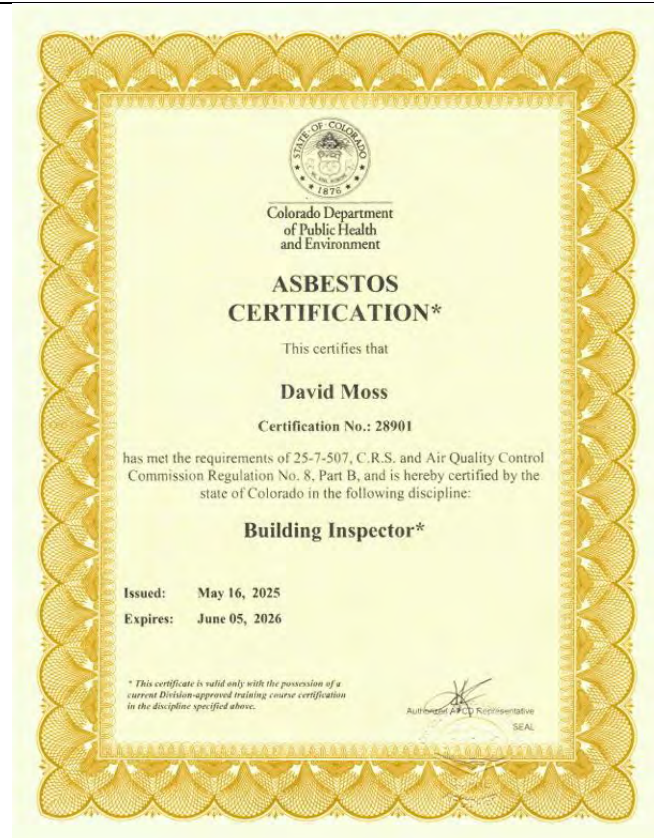 STATE OF COLORADO
1876
Colorado Department
of Public Health
and Environment
ASBESTOS
CERTIFICATION*
This certifies that
David Moss
Certification No.: 28901
has met the requirements of 25-7-507, C.R.S. and Air Quality Control
Commission Regulation No. 8, Part B, and is hereby certified by the
state of Colorado in the following discipline:
Building Inspector*
Issued: May 16, 2025
Expires: June 05, 2026
* This certificate is valid only with the possession of a
current Division-approved training course certification
in the discipline specified above.
Authorized APCD Representative
SEAL